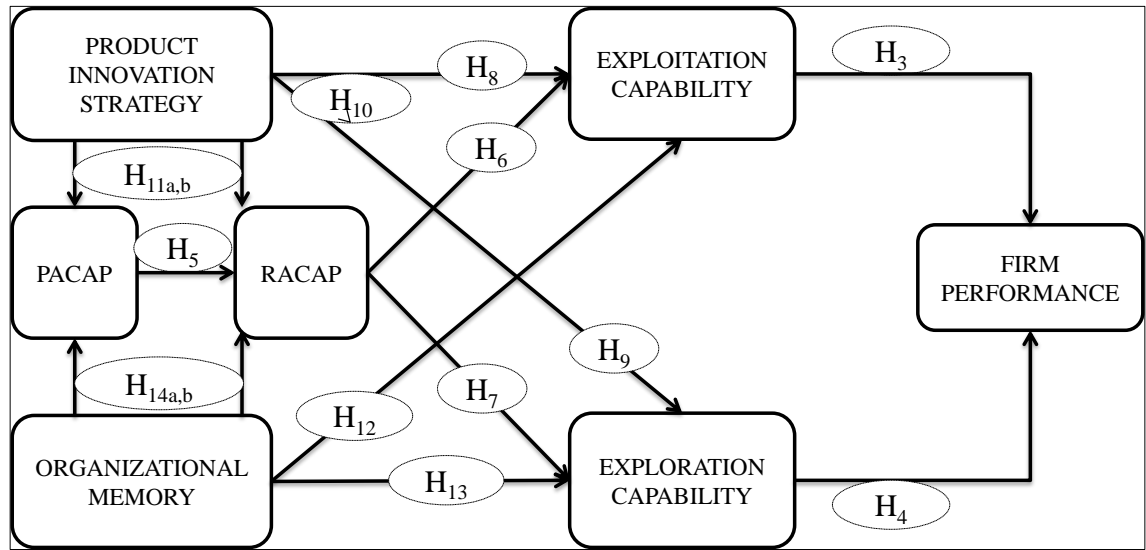 PRODUCT
INNOVATION
STRATEGY
H8
H10
EXPLOITATION
CAPABILITY
H3
H6
H11a,b
PACAP
H5
RACAP
FIRM
PERFORMANCE
H9
H14a,b
H7
H12
ORGANIZATIONAL
MEMORY
H13
EXPLORATION
CAPABILITY
H4